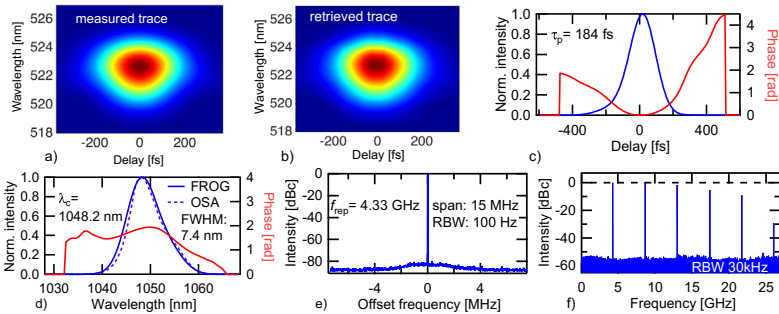 526
524
522
520
518
Wavelength [nm]
measured trace
-200
0
200
Delay [fs]
a)
526
524
522
520
518
Wavelength [nm]
retrieved trace
-200
0
200
Delay [fs]
b)
1.0
0.8
0.6
0.4
0.2
0.0
Norm. intensity
τp = 184 fs
4
3
2
1
0
Phase [rad]
-400
0
400
Delay [fs]
c)
1.0
0.8
0.6
0.4
0.2
0.0
Norm. intensity
λc=
1048.2 nm
FROG
OSA
FWHM:
7.4 nm
4
3
2
1
0
Phase [rad]
1030
1040
1050
1060
Wavelength [nm]
d)
0
-20
-40
-60
-80
Intensity [dBc]
frep = 4.33 GHz
span: 15 MHz
RBW: 100 Hz
-4
0
4
Offset frequency [MHz]
e)
0
-20
-40
-60
Intensity [dBc]
RBW 30kHz
0
5
10
15
20
25
Frequency [GHz]
f)